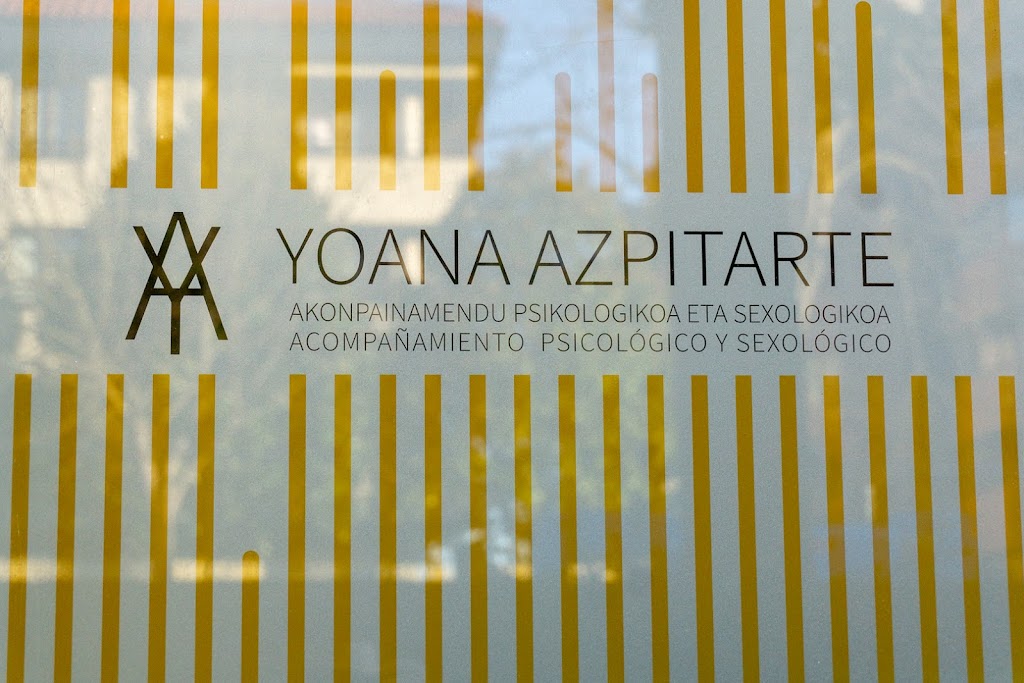 YOANA AZPITARTE
AKONPAINAMENDU PSIKOLOGIKOA ETA SEXOLOGIKOA
ACOMPAÑAMIENTO PSICOLÓGICO Y SEXOLÓGICO